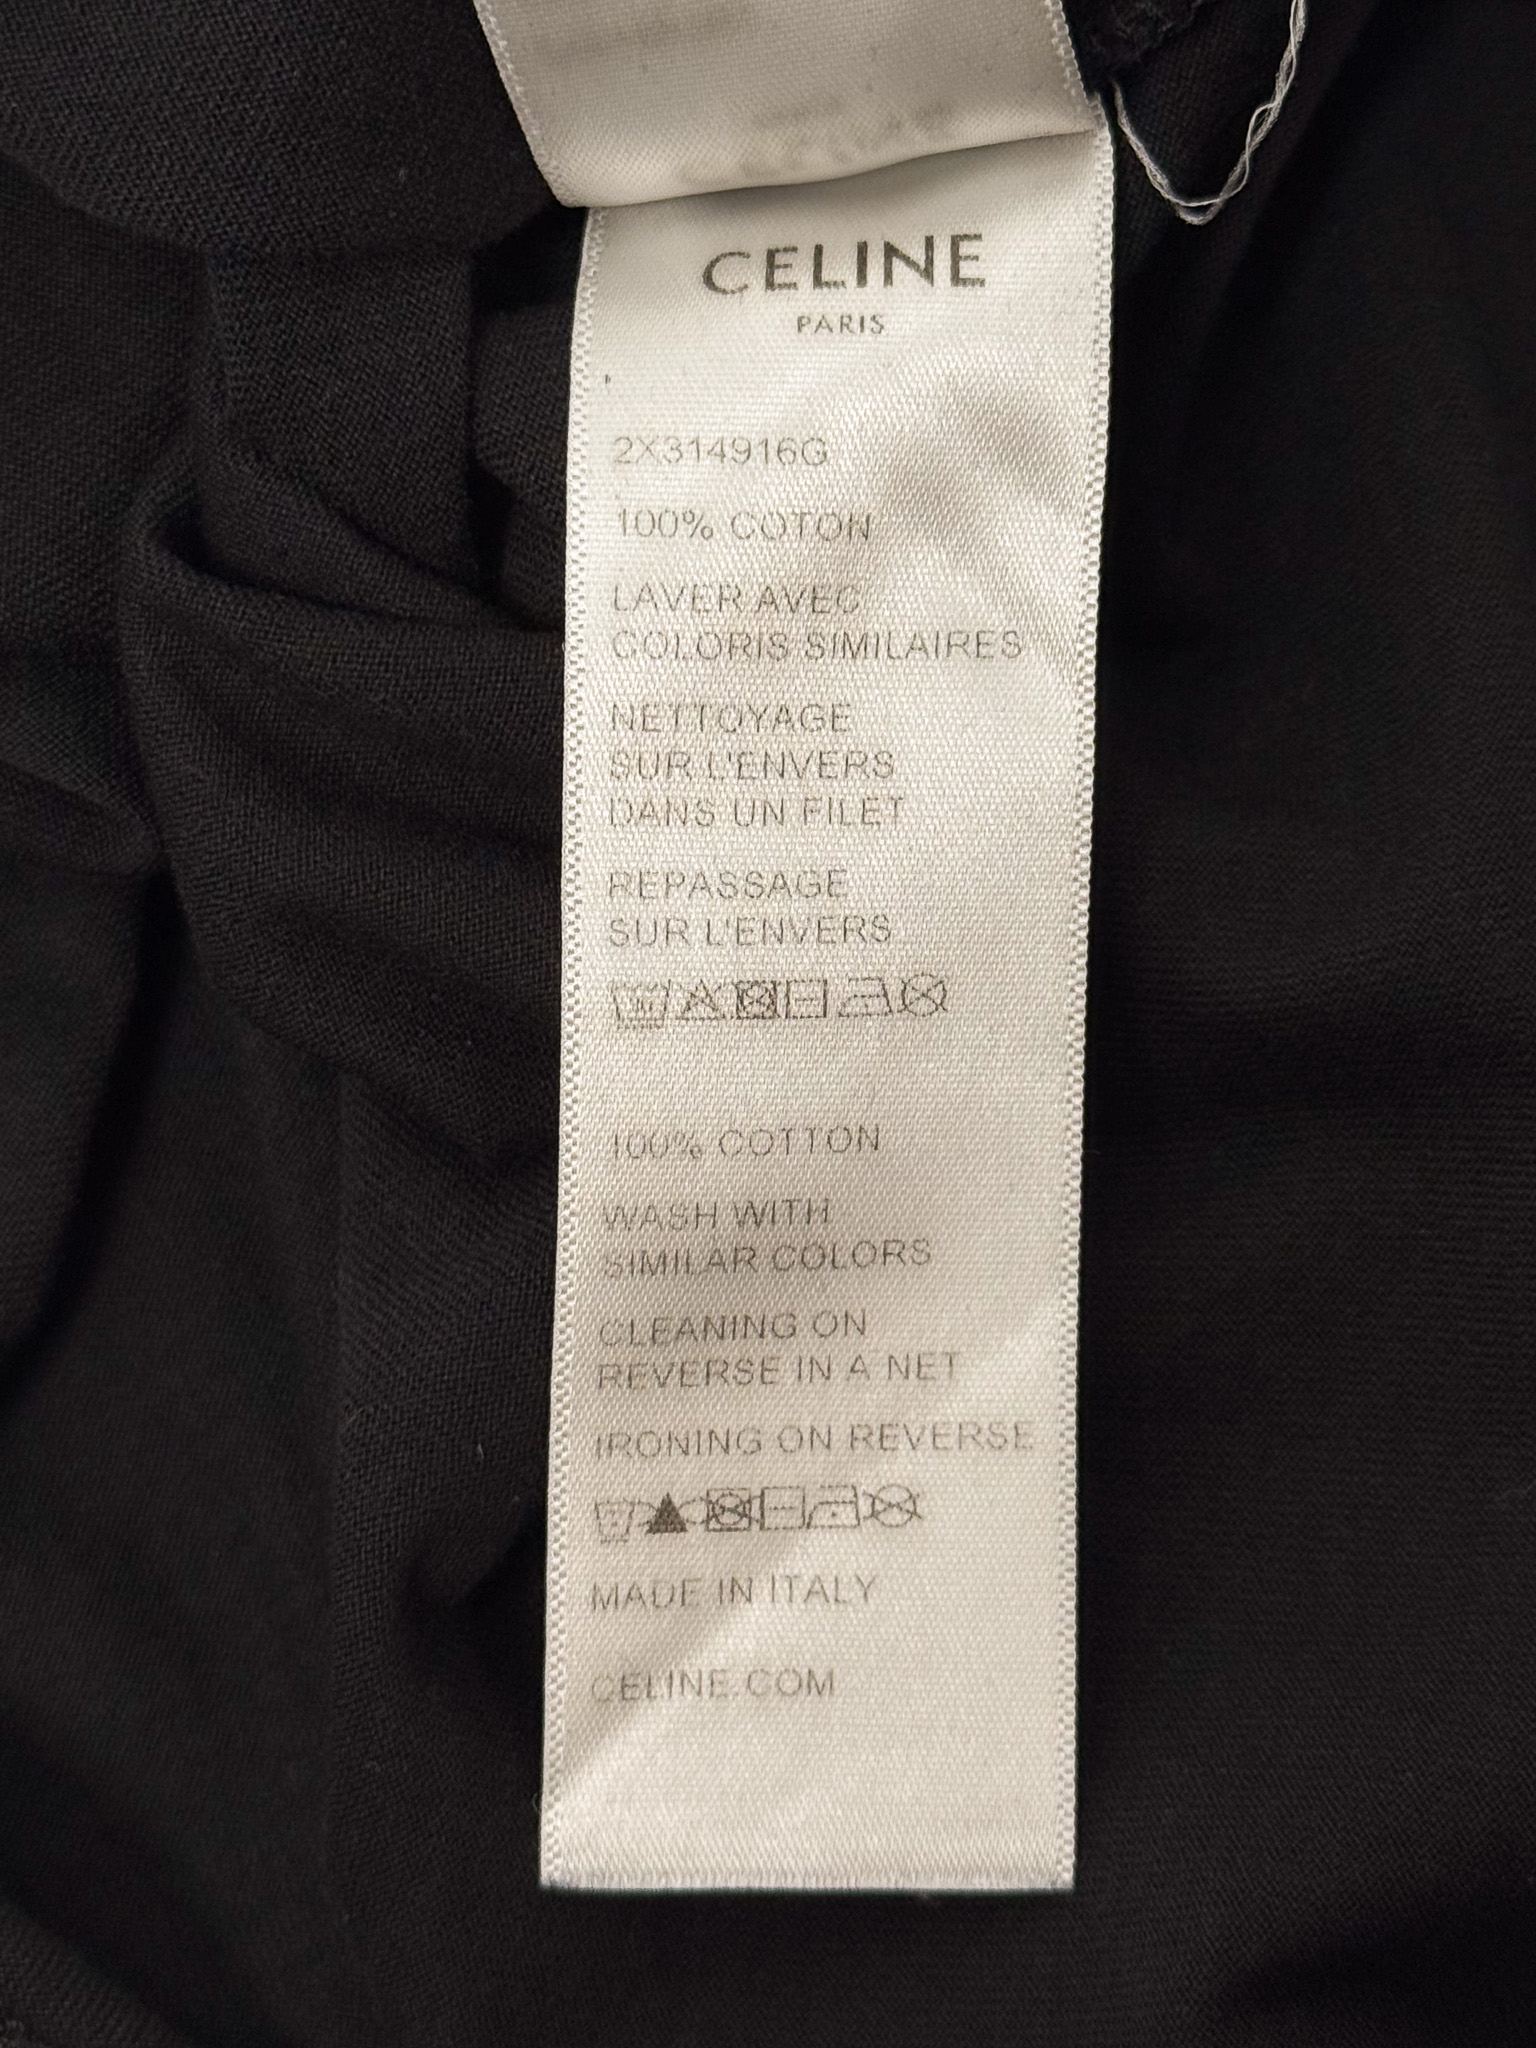 CELINE
PARIS
2X314916G
100% COTON
LAVER AVEC
COLORIS SIMILAIRES
NETTOYAGE
SUR L'ENVERS
DANS UN FILET
REPASSAGE
SUR L'ENVERS
100% COTTON
WASH WITH
SIMILAR COLORS
CLEANING ON
REVERSE IN A NET
IRONING ON REVERSE
MADE IN ITALY
CELINE.COM